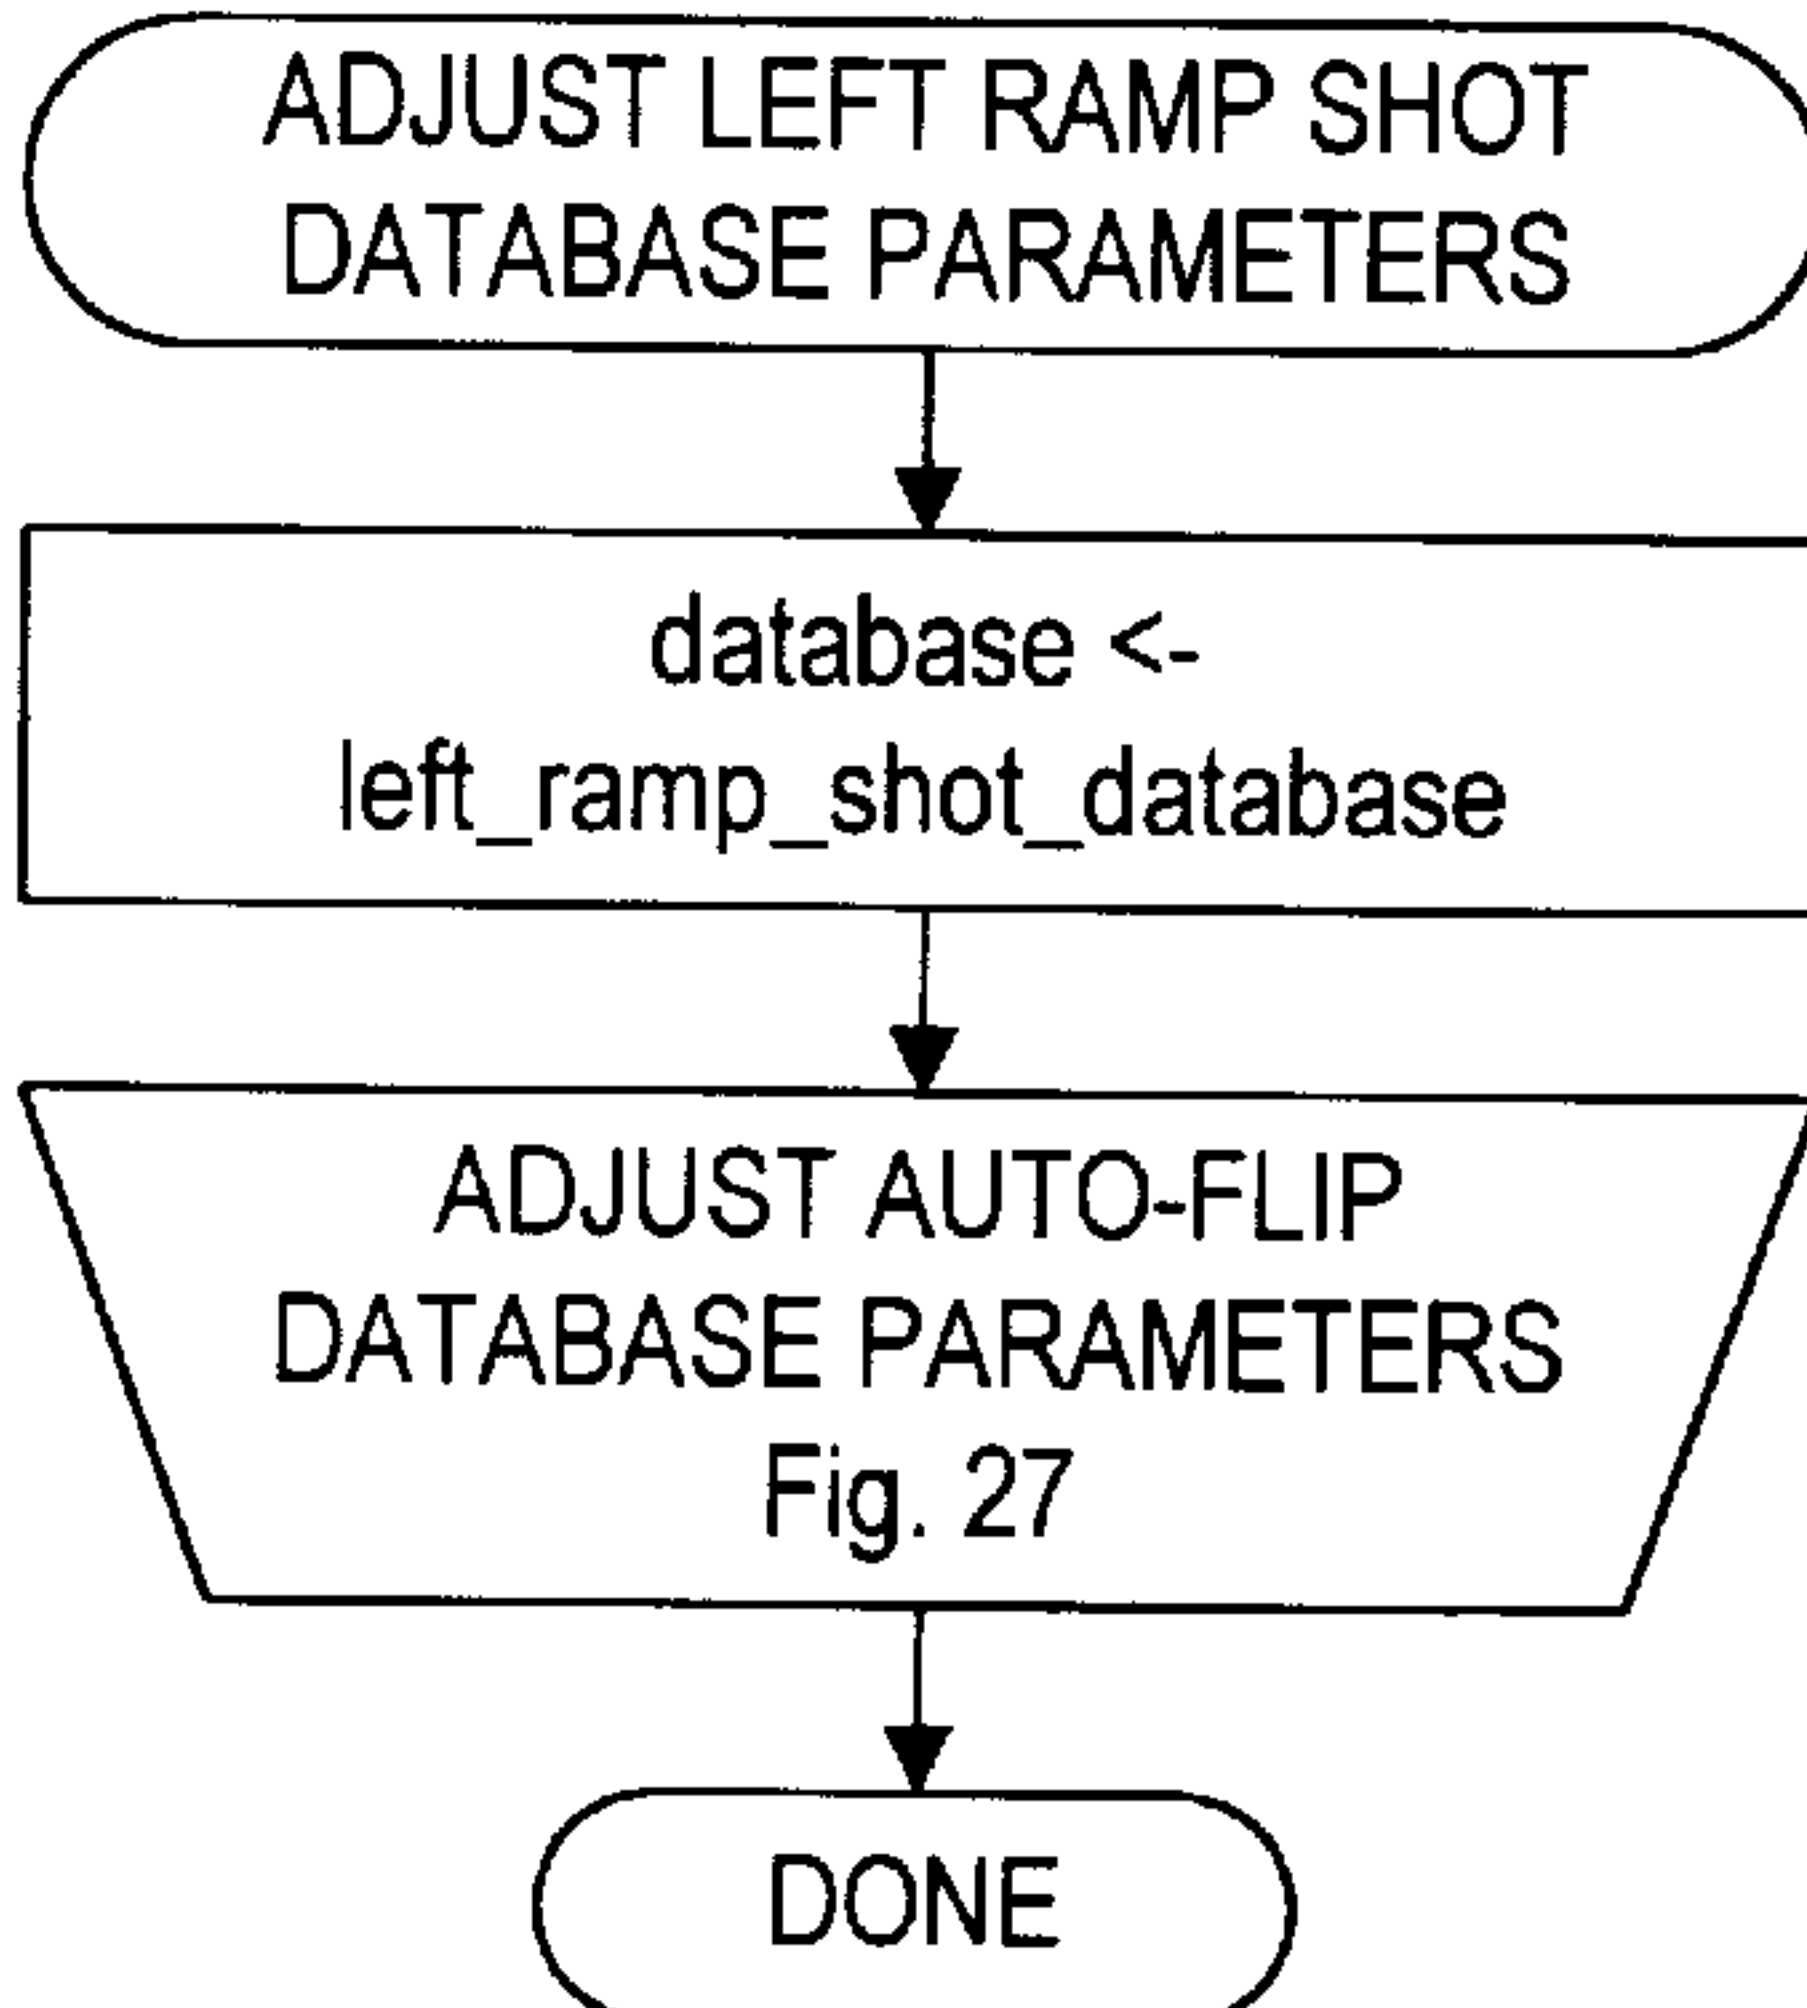 ADJUST LEFT RAMP SHOT
DATABASE PARAMETERS
database <-
left_ramp_shot_database
ADJUST AUTO-FLIP
DATABASE PARAMETERS
Fig. 27
DONE